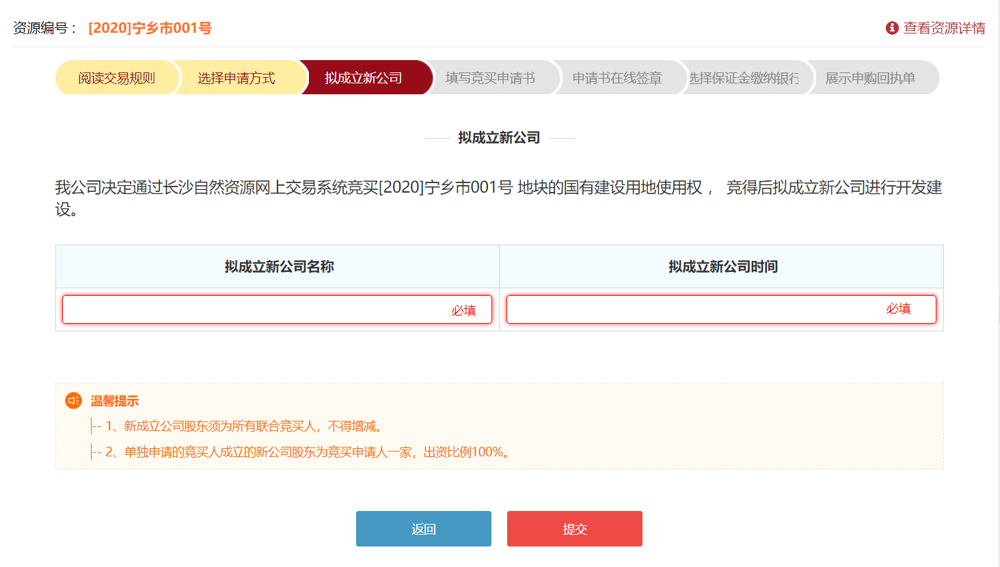 资源编号： [2020]宁乡市001号
查看资源详情
阅读交易规则 选择申请方式 拟成立新公司 填写竞买申请书 申请书在线签章 选择保证金缴纳银行 展示申购回执单
拟成立新公司
我公司决定通过长沙自然资源网上交易系统竞买[2020]宁乡市001号 地块的国有建设用地使用权， 竞得后拟成立新公司进行开发建
设。
拟成立新公司名称 拟成立新公司时间
必填 必填
温馨提示
|-- 1、新成立公司股东须为所有联合竞买人，不得增减。
|-- 2、单独申请的竞买人成立的新公司股东为竞买申请人一家，出资比例100%。
返回 提交